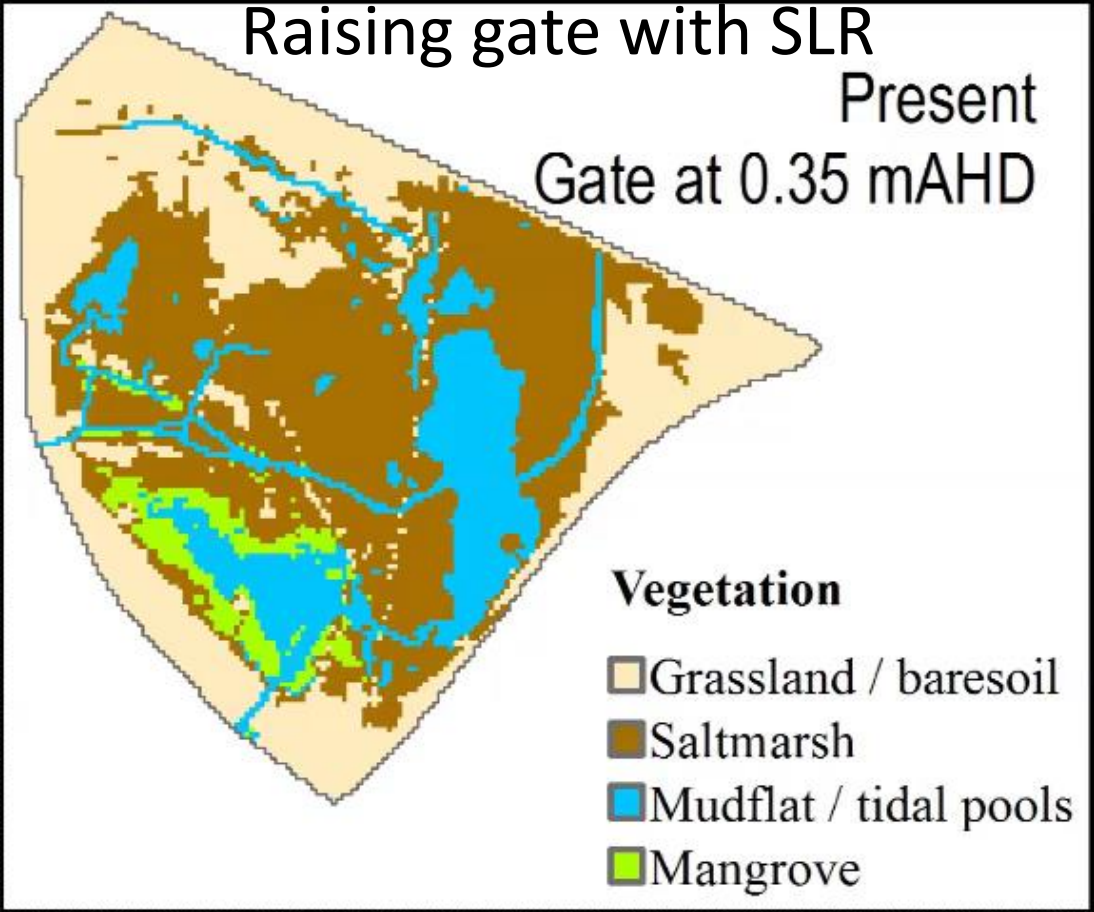 Raising gate with SLR
Present
Gate at 0.35 mAHD
Vegetation
Grassland / baresoil
Saltmarsh
Mudflat / tidal pools
Mangrove